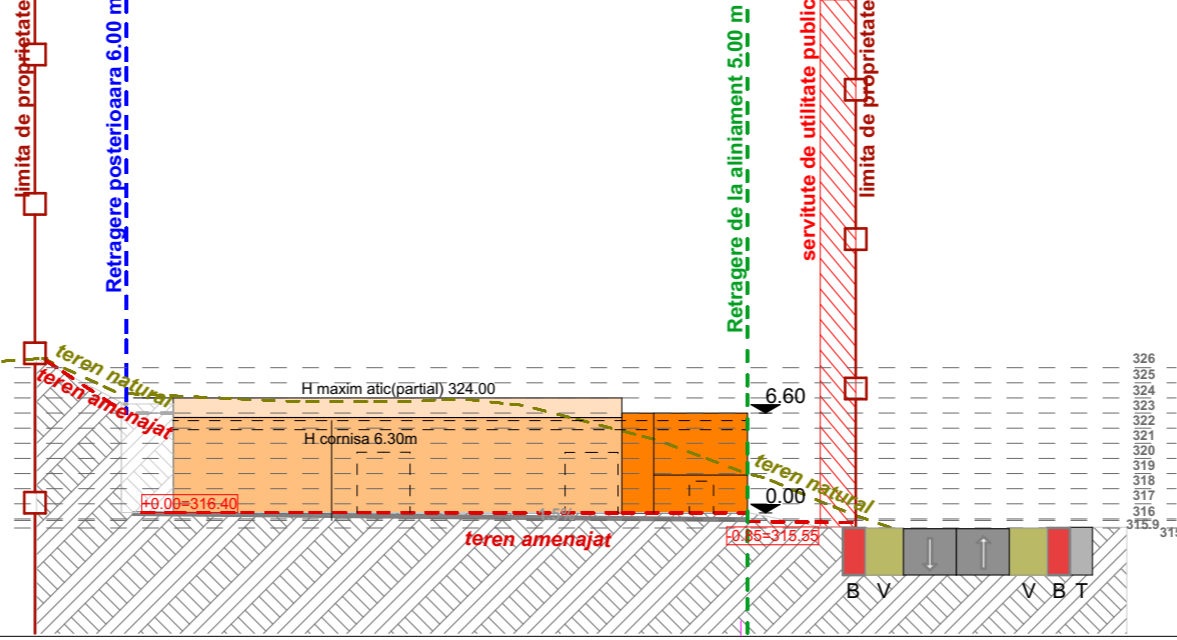 limita de proprietate
Retragere posterioaara 6.00 m
Retragere de la aliniament 5.00 m
servitute de utilitate public
limita de proprietate
teren natural
teren amenajat
H maxim atic(partial) 324.00
H cornisa 6.30m
6.60
teren natural
0.00
+0.00=316.40
teren amenajat
-0.85=315.55
326
325
324
323
322
321
320
319
318
317
316
315.9
315
B V V B T